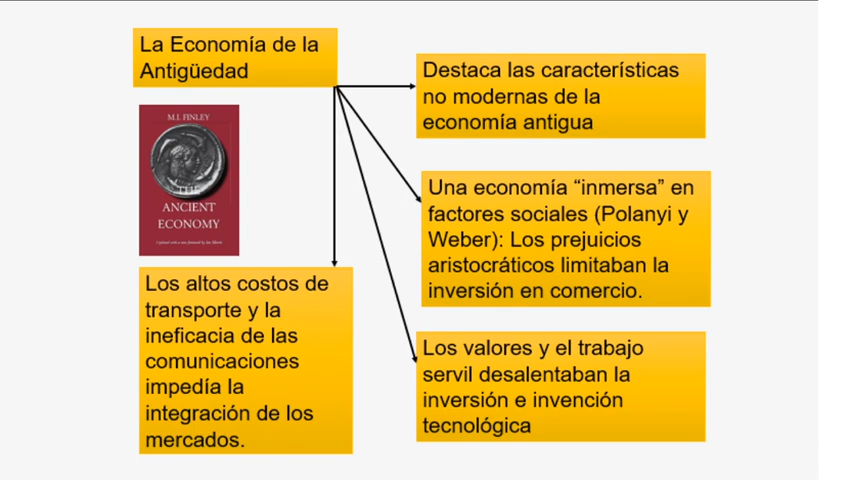 La Economía de la
Antigüedad
Destaca las características
no modernas de la
economía antigua
M.I. FINLEY
THE
ANCIENT
ECONOMY
Una economía “inmersa” en
factores sociales (Polanyi y
Weber): Los prejuicios
aristocráticos limitaban la
inversión en comercio.
Los altos costos de
transporte y la
ineficacia de las
comunicaciones
impedía la
integración de los
mercados.
Los valores y el trabajo
servil desalentaban la
inversión e invención
tecnológica